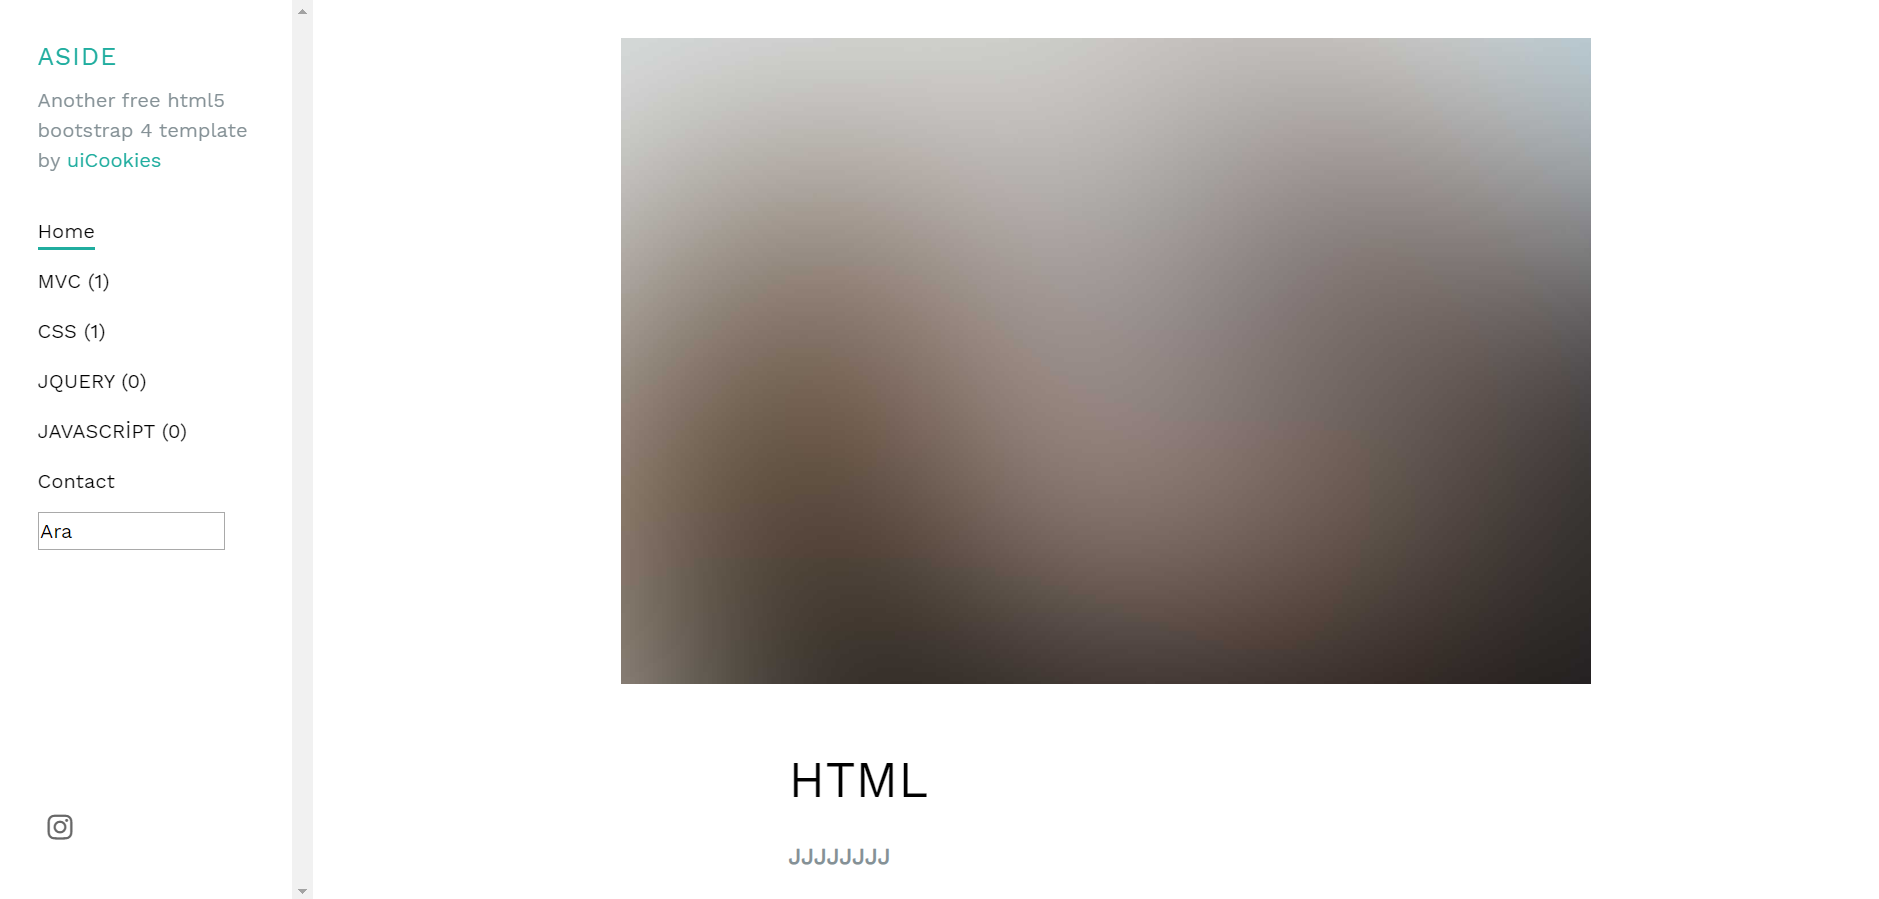 ASIDE
Another free html5
bootstrap 4 template
by uiCookies
Home
MVC (1)
CSS (1)
JQUERY (0)
JAVASCRİPT (0)
Contact
Ara
HTML
JJJJJJJJ